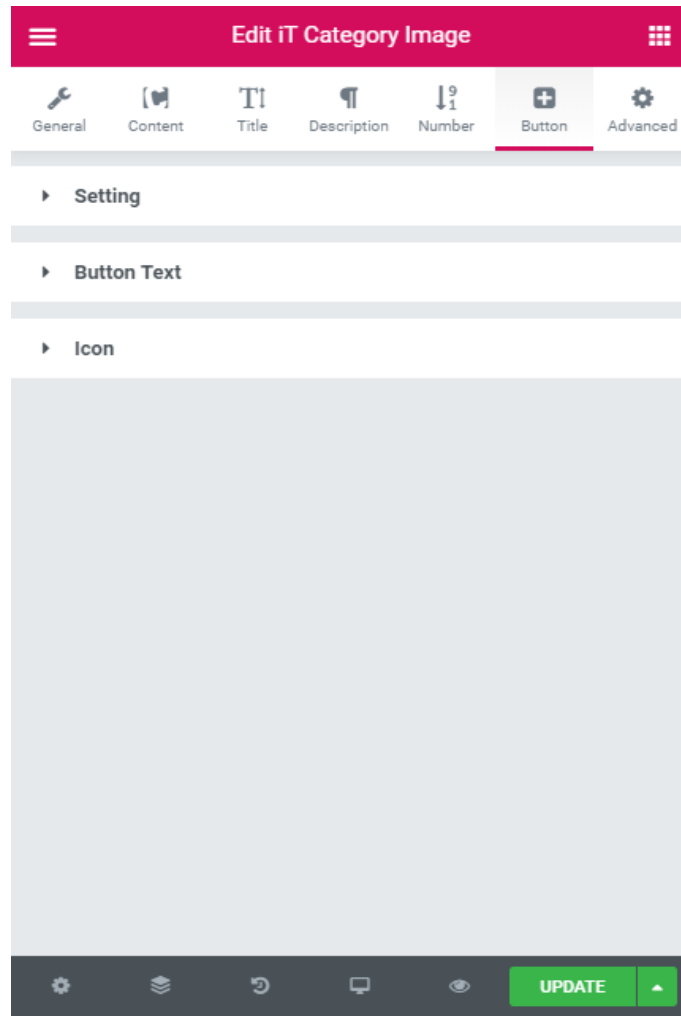 Edit iT Category Image
General Content Title Description Number Button Advanced
Setting
Button Text
Icon
UPDATE